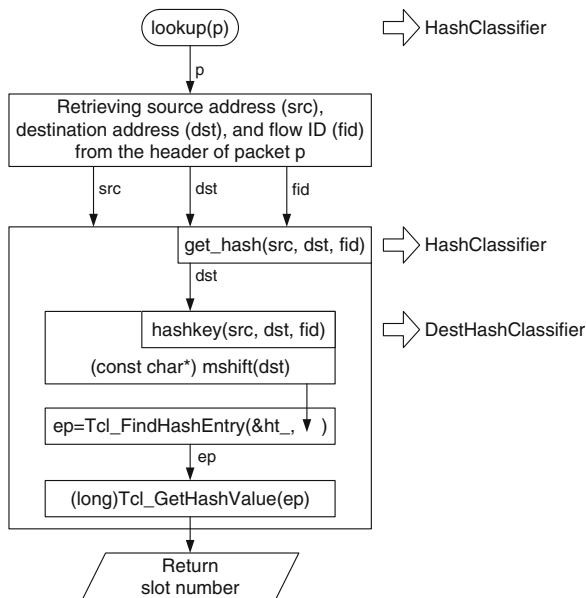 lookup(p)
HashClassifier
p
Retrieving source address (src),
destination address (dst), and flow ID (fid)
from the header of packet p
src
dst
fid
get_hash(src, dst, fid)
HashClassifier
dst
hashkey(src, dst, fid)
DestHashClassifier
(const char*) mshift(dst)
ep=Tcl_FindHashEntry(&ht_, )
ep
(long)Tcl_GetHashValue(ep)
Return
slot number